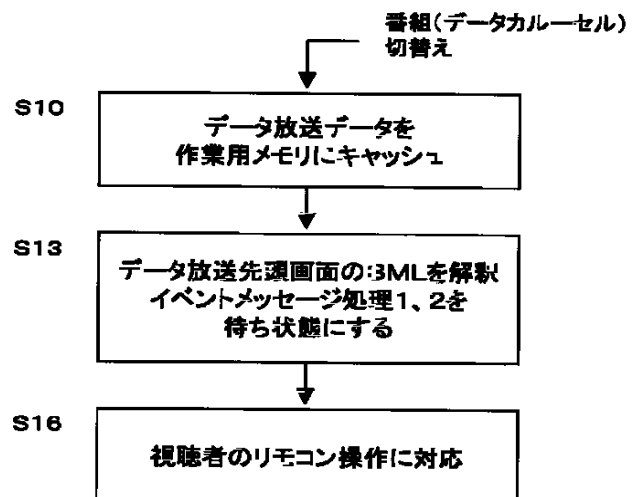 番組(データカルーセル)
切替え
S10
データ放送データを
作業用メモリにキャッシュ
S13
データ放送先頭画面のBMLを解釈
イベントメッセージ処理1、2を
待ち状態にする
S16
視聴者のリモコン操作に対応